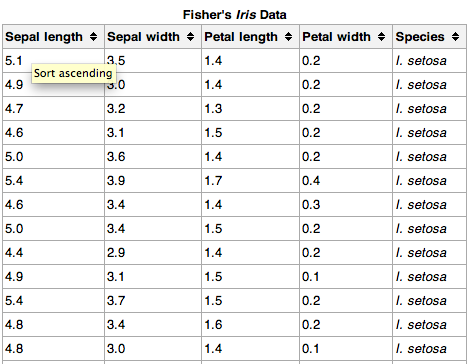 Fisher's Iris Data
Sepal length Sepal width Petal length Petal width Species
5.1 3.5 1.4 0.2 I. setosa
Sort ascending
4.9 3.0 1.4 0.2 I. setosa
4.7 3.2 1.3 0.2 I. setosa
4.6 3.1 1.5 0.2 I. setosa
5.0 3.6 1.4 0.2 I. setosa
5.4 3.9 1.7 0.4 I. setosa
4.6 3.4 1.4 0.3 I. setosa
5.0 3.4 1.5 0.2 I. setosa
4.4 2.9 1.4 0.2 I. setosa
4.9 3.1 1.5 0.1 I. setosa
5.4 3.7 1.5 0.2 I. setosa
4.8 3.4 1.6 0.2 I. setosa
4.8 3.0 1.4 0.1 I. setosa